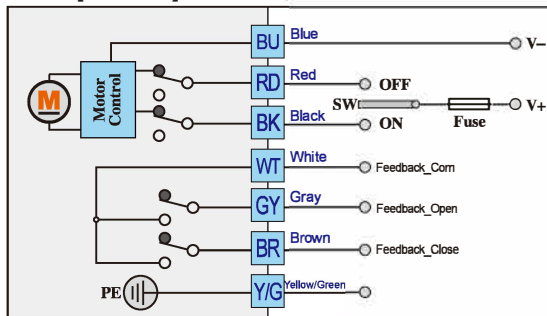 BU Blue V−
RD Red OFF
SW Fuse V+
BK Black ON
M Motor Control
WT White Feedback_Com
GY Gray Feedback_Open
BR Brown Feedback_Close
PE Y/G Yellow/Green